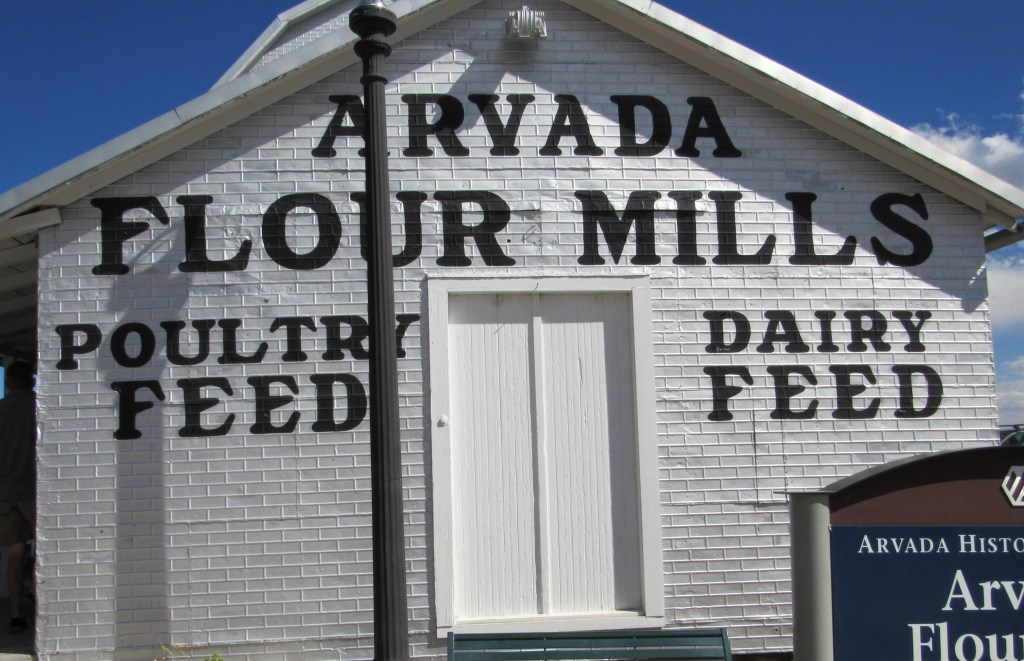 ARVADA
FLOUR MILLS
POULTRY
FEED
DAIRY
FEED
ARVADA HISTO
Arv
Flou